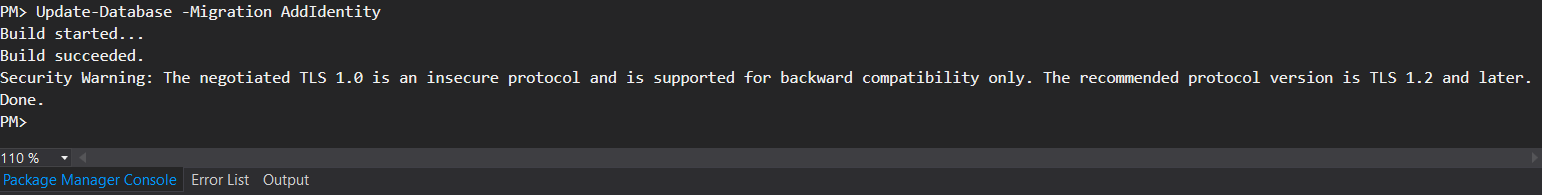 PM> Update-Database -Migration AddIdentity
Build started...
Build succeeded.
Security Warning: The negotiated TLS 1.0 is an insecure protocol and is supported for backward compatibility only. The recommended protocol version is TLS 1.2 and later.
Done.
PM>
110 %
Package Manager Console Error List Output